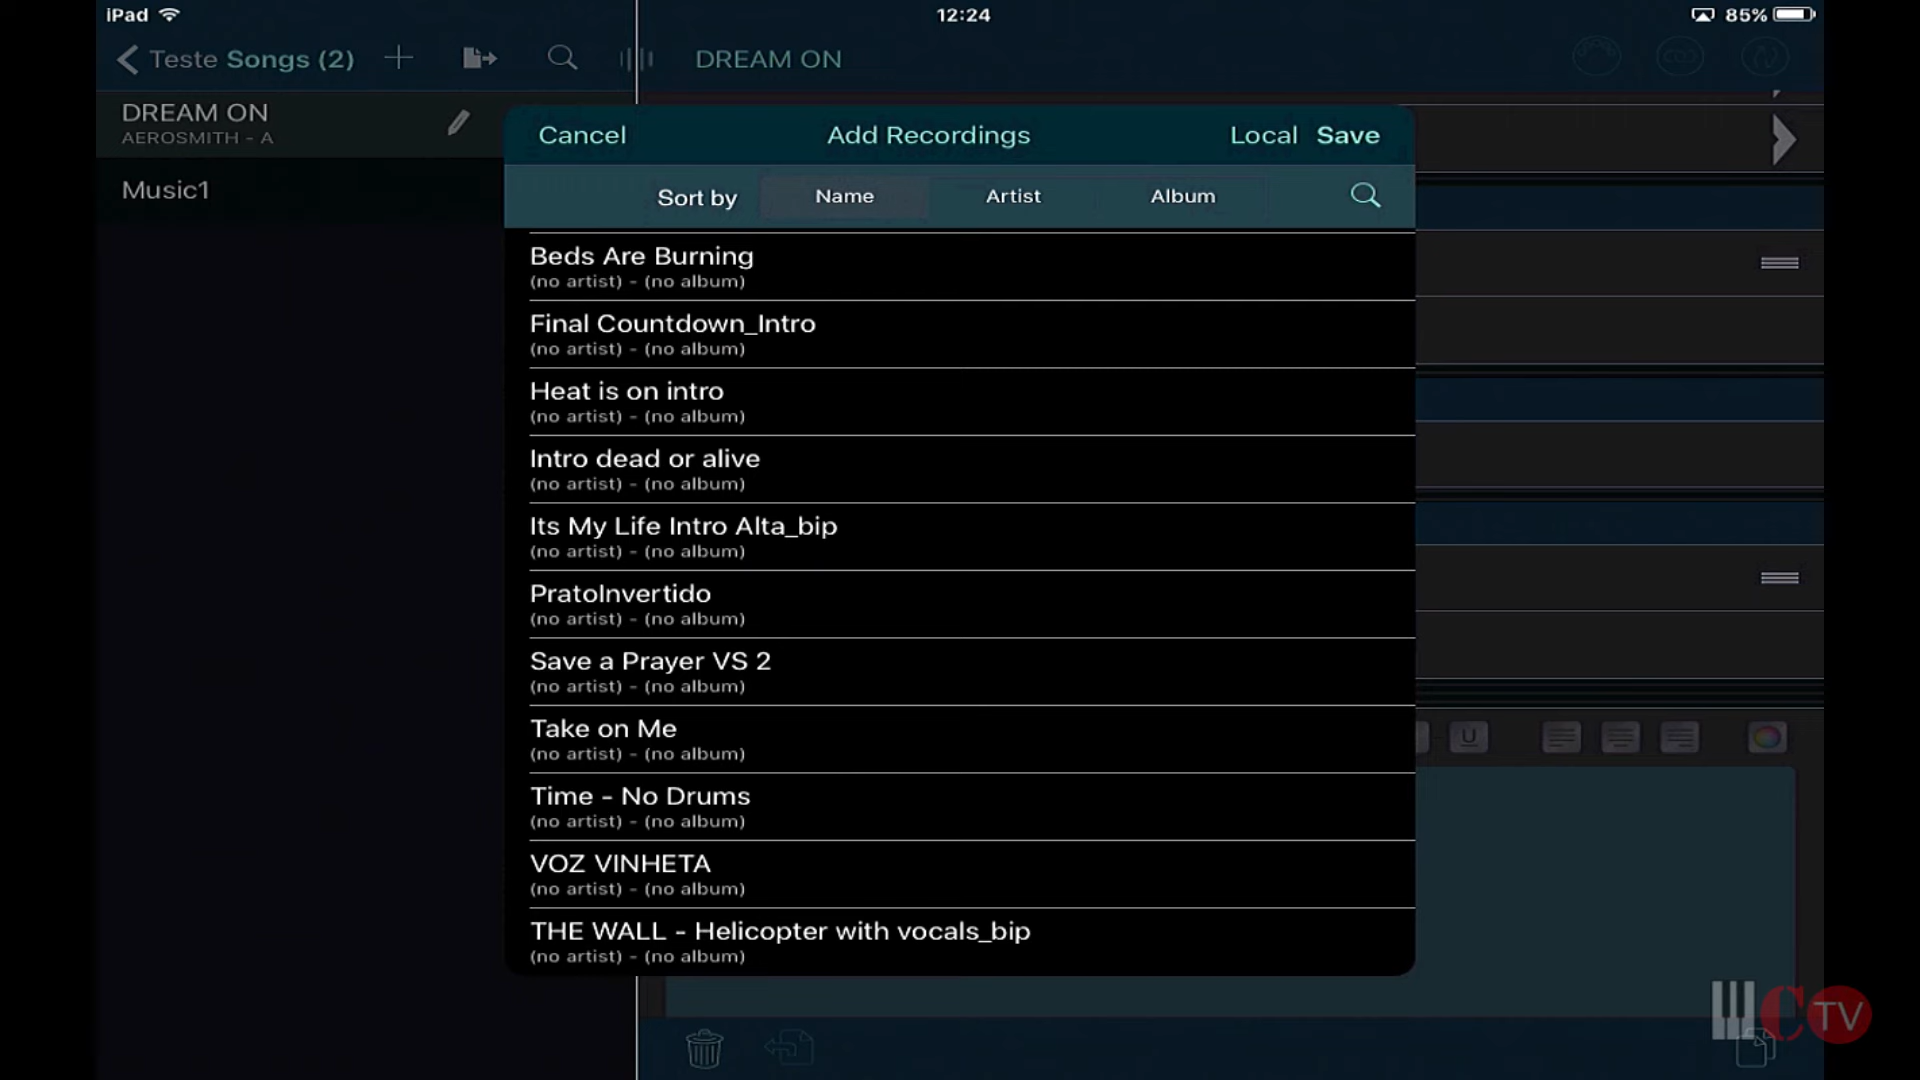 iPad 12:24 85%
Teste Songs (2) DREAM ON
DREAM ON
AEROSMITH - A
Music1
Cancel Add Recordings Local Save
Sort by Name Artist Album
Beds Are Burning
(no artist) - (no album)
Final Countdown_Intro
(no artist) - (no album)
Heat is on intro
(no artist) - (no album)
Intro dead or alive
(no artist) - (no album)
Its My Life Intro Alta_bip
(no artist) - (no album)
PratoInvertido
(no artist) - (no album)
Save a Prayer VS 2
(no artist) - (no album)
Take on Me
(no artist) - (no album)
Time - No Drums
(no artist) - (no album)
VOZ VINHETA
(no artist) - (no album)
THE WALL - Helicopter with vocals_bip
(no artist) - (no album)
U
C TV